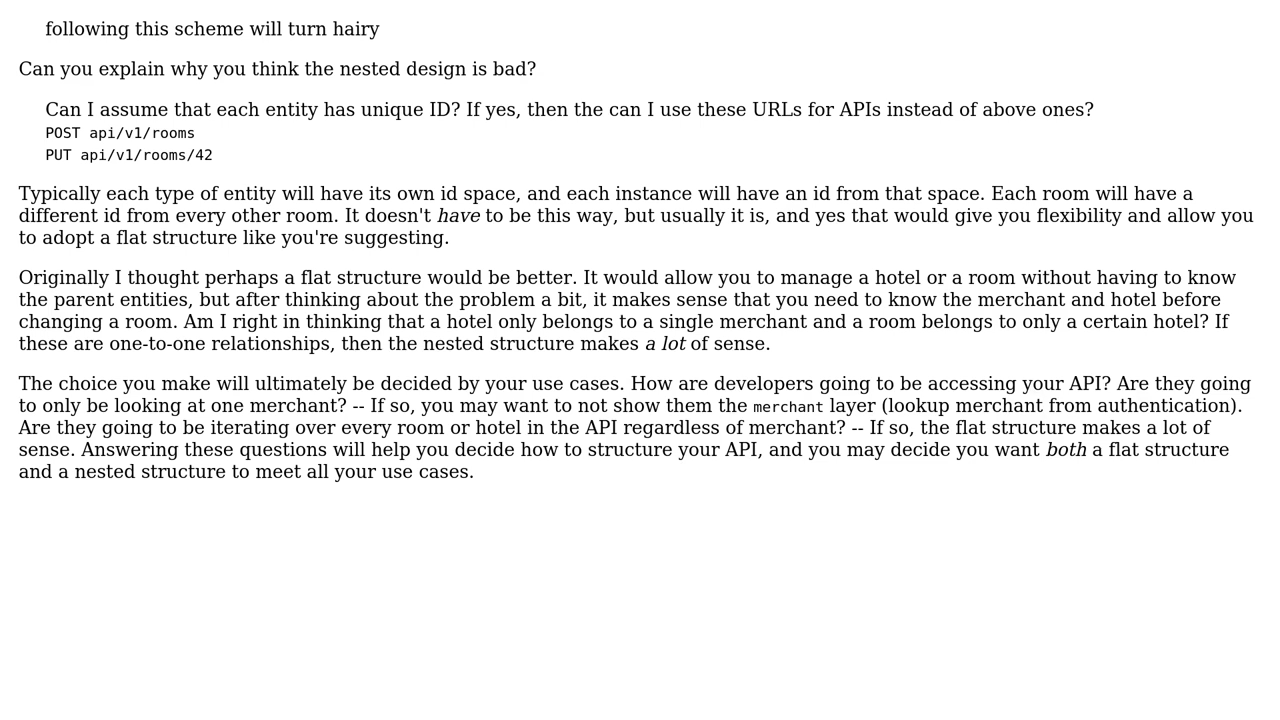 following this scheme will turn hairy
Can you explain why you think the nested design is bad?
Can I assume that each entity has unique ID? If yes, then the can I use these URLs for APIs instead of above ones?
POST api/v1/rooms
PUT api/v1/rooms/42
Typically each type of entity will have its own id space, and each instance will have an id from that space. Each room will have a
different id from every other room. It doesn't have to be this way, but usually it is, and yes that would give you flexibility and allow you
to adopt a flat structure like you're suggesting.
Originally I thought perhaps a flat structure would be better. It would allow you to manage a hotel or a room without having to know
the parent entities, but after thinking about the problem a bit, it makes sense that you need to know the merchant and hotel before
changing a room. Am I right in thinking that a hotel only belongs to a single merchant and a room belongs to only a certain hotel? If
these are one-to-one relationships, then the nested structure makes a lot of sense.
The choice you make will ultimately be decided by your use cases. How are developers going to be accessing your API? Are they going
to only be looking at one merchant? -- If so, you may want to not show them the merchant layer (lookup merchant from authentication).
Are they going to be iterating over every room or hotel in the API regardless of merchant? -- If so, the flat structure makes a lot of
sense. Answering these questions will help you decide how to structure your API, and you may decide you want both a flat structure
and a nested structure to meet all your use cases.